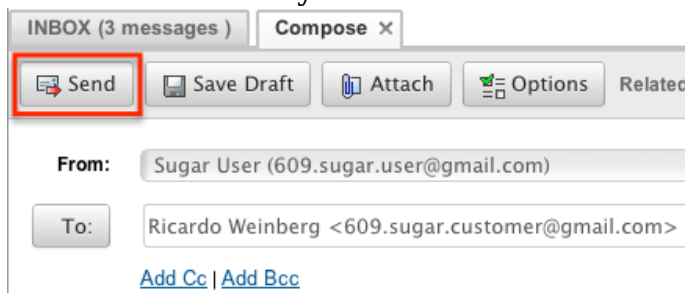 INBOX (3 messages ) Compose ×
Send Save Draft Attach Options Related
From: Sugar User (609.sugar.user@gmail.com)
To: Ricardo Weinberg <609.sugar.customer@gmail.com>
Add Cc | Add Bcc